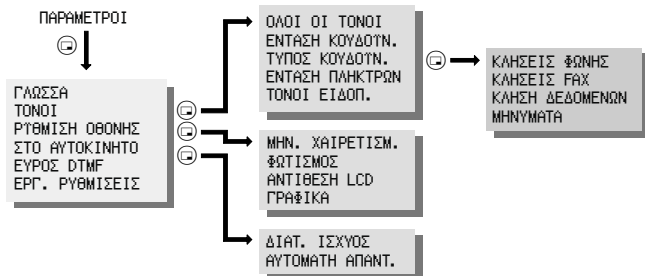 ΠΑΡΑΜΕΤΡΟΙ
ΓΛΩΣΣΑ
ΤΟΝΟΙ
ΡΥΘΜΙΣΗ ΟΘΟΝΗΣ
ΣΤΟ ΑΥΤΟΚΙΝΗΤΟ
ΕΥΡΟΣ DTMF
ΕΡΓ. ΡΥΘΜΙΣΕΙΣ
ΟΛΟΙ ΟΙ ΤΟΝΟΙ
ΕΝΤΑΣΗ ΚΟΥΔΟΥΝ.
ΤΥΠΟΣ ΚΟΥΔΟΥΝ.
ΕΝΤΑΣΗ ΠΛΗΚΤΡΩΝ
ΤΟΝΟΙ ΕΙΔΟΠ.
ΚΛΗΣΕΙΣ ΦΩΝΗΣ
ΚΛΗΣΕΙΣ FAX
ΚΛΗΣΗ ΔΕΔΟΜΕΝΩΝ
ΜΗΝΥΜΑΤΑ
ΜΗΝ. ΧΑΙΡΕΤΙΣΜ.
ΦΩΤΙΣΜΟΣ
ΑΝΤΙΘΕΣΗ LCD
ΓΡΑΦΙΚΑ
ΔΙΑΤ. ΙΣΧΥΟΣ
ΑΥΤΟΜΑΤΗ ΑΠΑΝΤ.